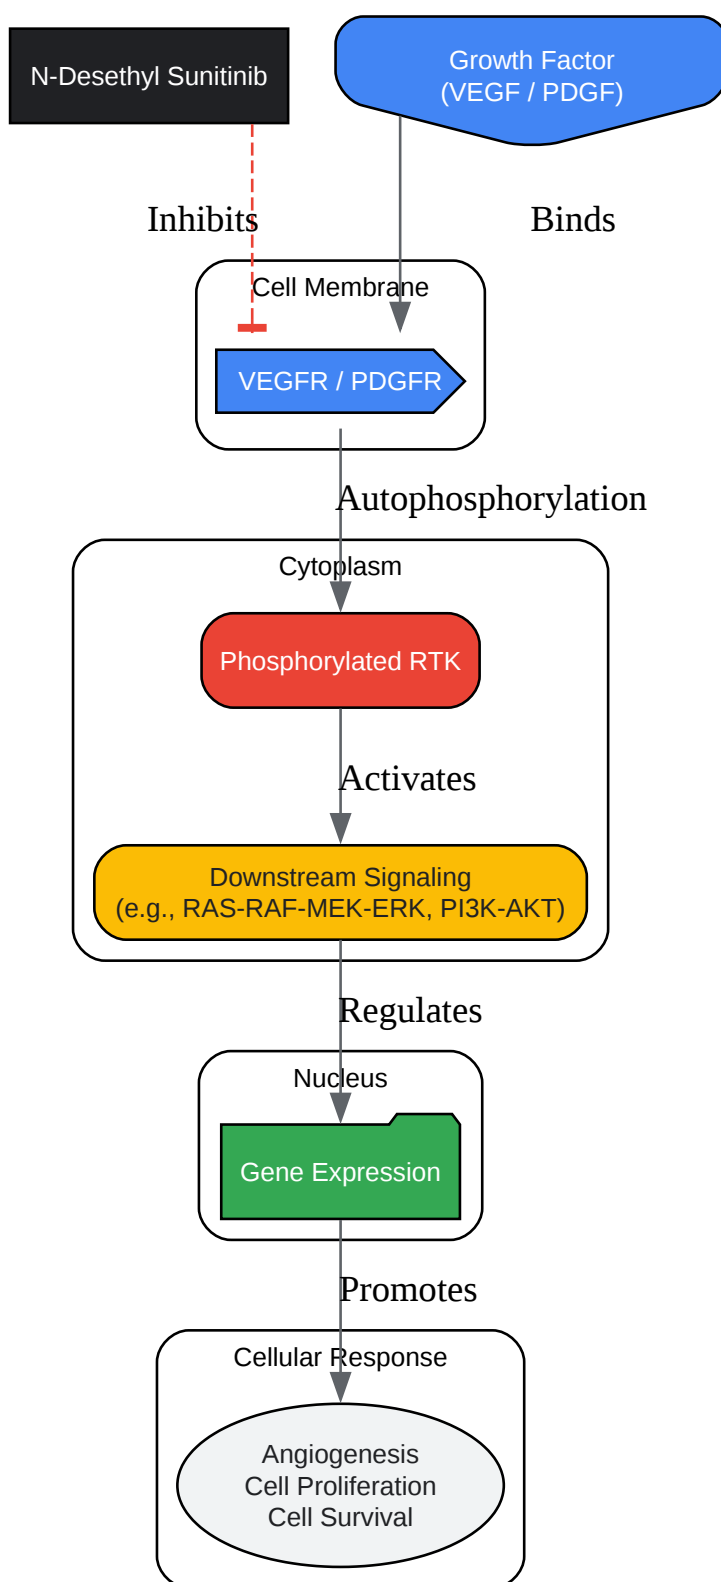 N-Desethyl Sunitinib
Growth Factor
(VEGF / PDGF)
Inhibits
Binds
Cell Membrane
VEGFR / PDGFR
Autophosphorylation
Cytoplasm
Phosphorylated RTK
Activates
Downstream Signaling
(e.g., RAS-RAF-MEK-ERK, PI3K-AKT)
Regulates
Nucleus
Gene Expression
Promotes
Cellular Response
Angiogenesis
Cell Proliferation
Cell Survival